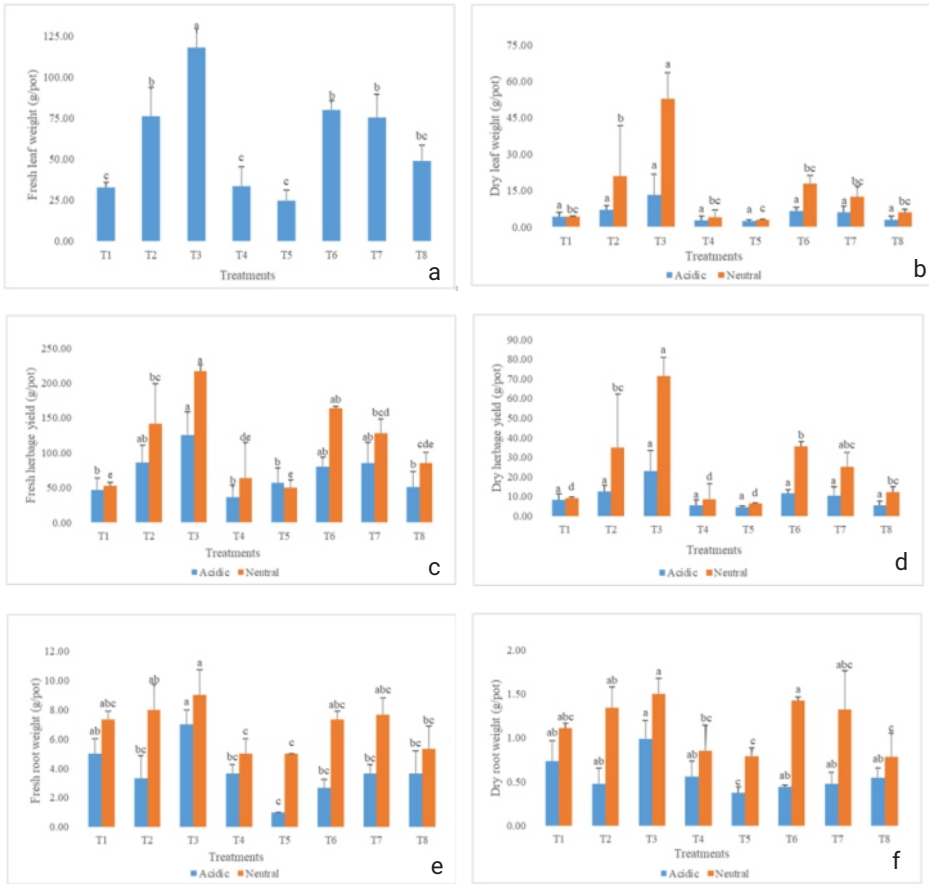 125.00
100.00
75.00
50.00
25.00
0.00
Fresh leaf weight (g/pot)
c b a c c b b bc
T1 T2 T3 T4 T5 T6 T7 T8
Treatments
a
75.00
60.00
45.00
30.00
15.00
0.00
Dry leaf weight (g/pot)
a bc a b a a a bc a c a bc a bc a bc
T1 T2 T3 T4 T5 T6 T7 T8
Treatments
Acidic Neutral
b
250.00
200.00
150.00
100.00
50.00
0.00
Fresh herbage yield (g/pot)
b e ab bc a a b de b e ab ab ab bcd b cde
T1 T2 T3 T4 T5 T6 T7 T8
Treatments
Acidic Neutral
c
90.00
80.00
70.00
60.00
50.00
40.00
30.00
20.00
10.00
0.00
Dry herbage yield (g/pot)
a d a bc a a a d a d a b a abc a bc
T1 T2 T3 T4 T5 T6 T7 T8
Treatments
Acidic Neutral
d
12.00
10.00
8.00
6.00
4.00
2.00
0.00
Fresh root weight (g/pot)
ab abc bc ab a a bc c c c bc abc bc abc bc c
T1 T2 T3 T4 T5 T6 T7 T8
Treatments
Acidic Neutral
e
2.00
1.50
1.00
0.50
0.00
Dry root weight (g/pot)
ab abc ab ab a a ab bc c c ab a ab abc ab c
T1 T2 T3 T4 T5 T6 T7 T8
Treatments
Acidic Neutral
f